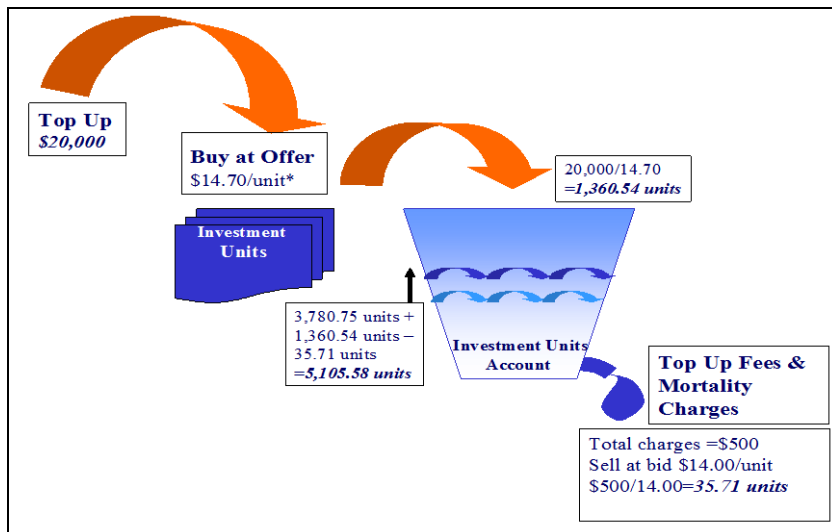 Top Up
$20,000
Buy at Offer
$14.70/unit*
20,000/14.70
=1,360.54 units
Investment
Units
3,780.75 units +
1,360.54 units –
35.71 units
=5,105.58 units
Investment Units
Account
Top Up Fees &
Mortality
Charges
Total charges =$500
Sell at bid $14.00/unit
$500/14.00=35.71 units